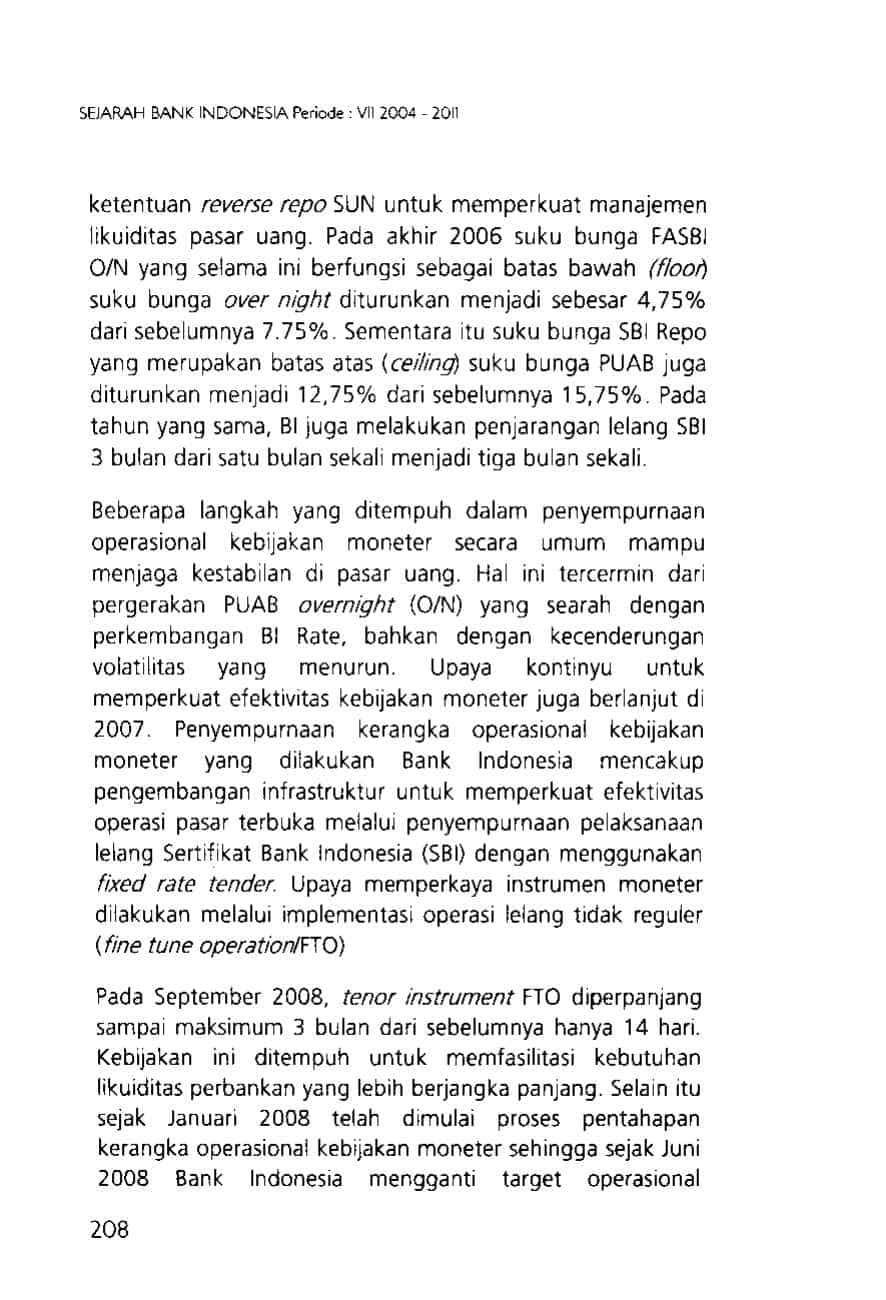 SEJARAH BANK INDONESIA Periode : VII 2004 - 2011
ketentuan reverse repo SUN untuk memperkuat manajemen
likuiditas pasar uang. Pada akhir 2006 suku bunga FASBI
O/N yang selama ini berfungsi sebagai batas bawah (floor)
suku bunga over night diturunkan menjadi sebesar 4,75%
dari sebelumnya 7.75%. Sementara itu suku bunga SBI Repo
yang merupakan batas atas (ceiling) suku bunga PUAB juga
diturunkan menjadi 12,75% dari sebelumnya 15,75%. Pada
tahun yang sama, BI juga melakukan penjarangan lelang SBI
3 bulan dari satu bulan sekali menjadi tiga bulan sekali.
Beberapa langkah yang ditempuh dalam penyempurnaan
operasional kebijakan moneter secara umum mampu
menjaga kestabilan di pasar uang. Hal ini tercermin dari
pergerakan PUAB overnight (O/N) yang searah dengan
perkembangan BI Rate, bahkan dengan kecenderungan
volatilitas yang menurun. Upaya kontinyu untuk
memperkuat efektivitas kebijakan moneter juga berlanjut di
2007. Penyempurnaan kerangka operasional kebijakan
moneter yang dilakukan Bank Indonesia mencakup
pengembangan infrastruktur untuk memperkuat efektivitas
operasi pasar terbuka melalui penyempurnaan pelaksanaan
lelang Sertifikat Bank Indonesia (SBI) dengan menggunakan
fixed rate tender. Upaya memperkaya instrumen moneter
dilakukan melalui implementasi operasi lelang tidak reguler
(fine tune operation/FTO)
Pada September 2008, tenor instrument FTO diperpanjang
sampai maksimum 3 bulan dari sebelumnya hanya 14 hari.
Kebijakan ini ditempuh untuk memfasilitasi kebutuhan
likuiditas perbankan yang lebih berjangka panjang. Selain itu
sejak Januari 2008 telah dimulai proses pentahapan
kerangka operasional kebijakan moneter sehingga sejak Juni
2008 Bank Indonesia mengganti target operasional
208